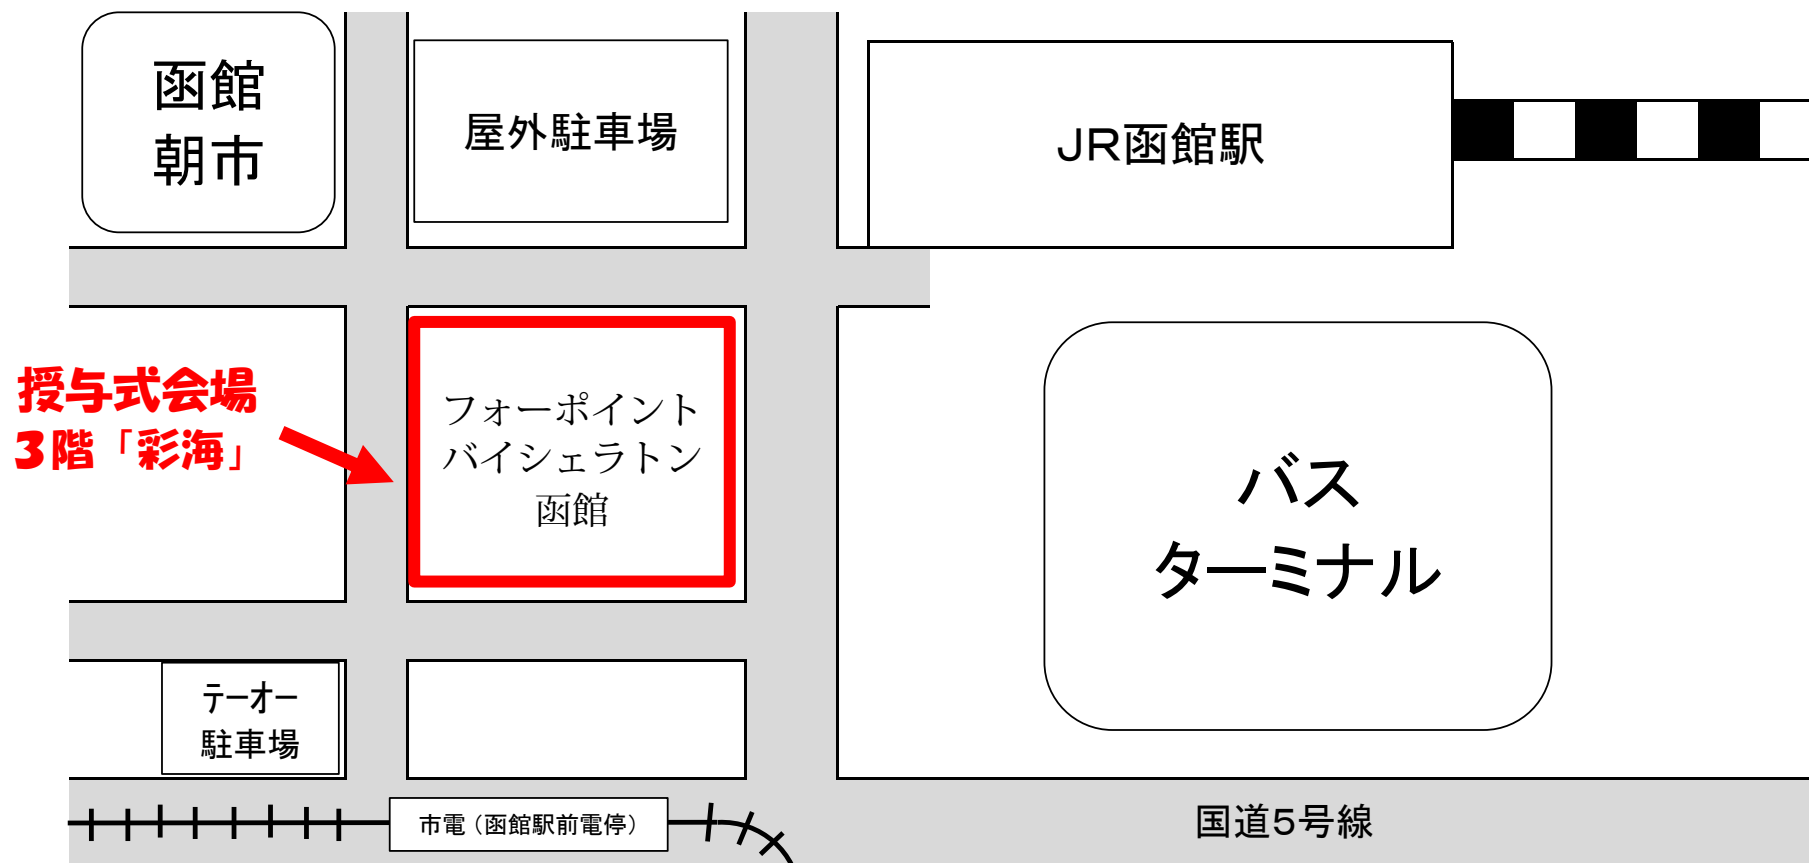 函館
朝市
屋外駐車場
JR函館駅
授与式会場
3階「彩海」
フォーポイント
バイシェラトン
函館
バス
ターミナル
テーオー
駐車場
市電（函館駅前電停）
国道5号線